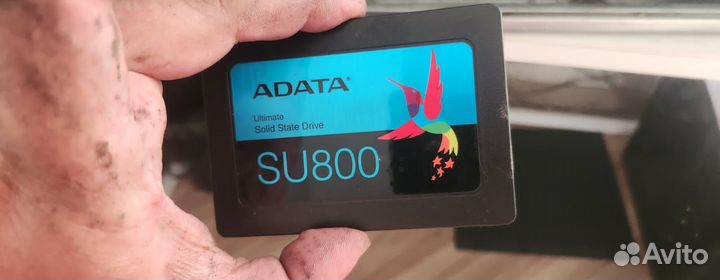 ADATA®
Ultimate
Solid State Drive
SU800
Avito